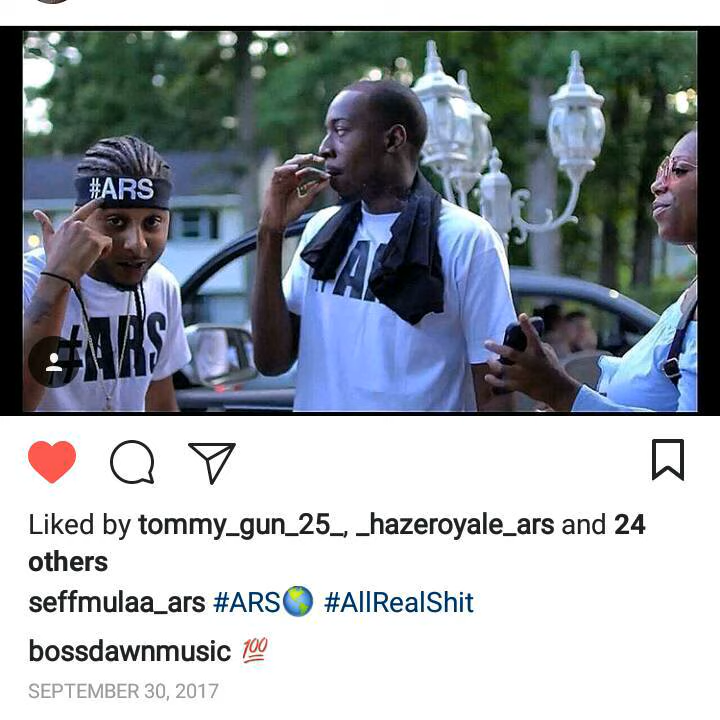 #ARS
#ARS
#A
Liked by tommy_gun_25_, _hazeroyale_ars and 24
others
seffmulaa_ars #ARS🌎 #AllRealShit
bossdawnmusic 💯
SEPTEMBER 30, 2017